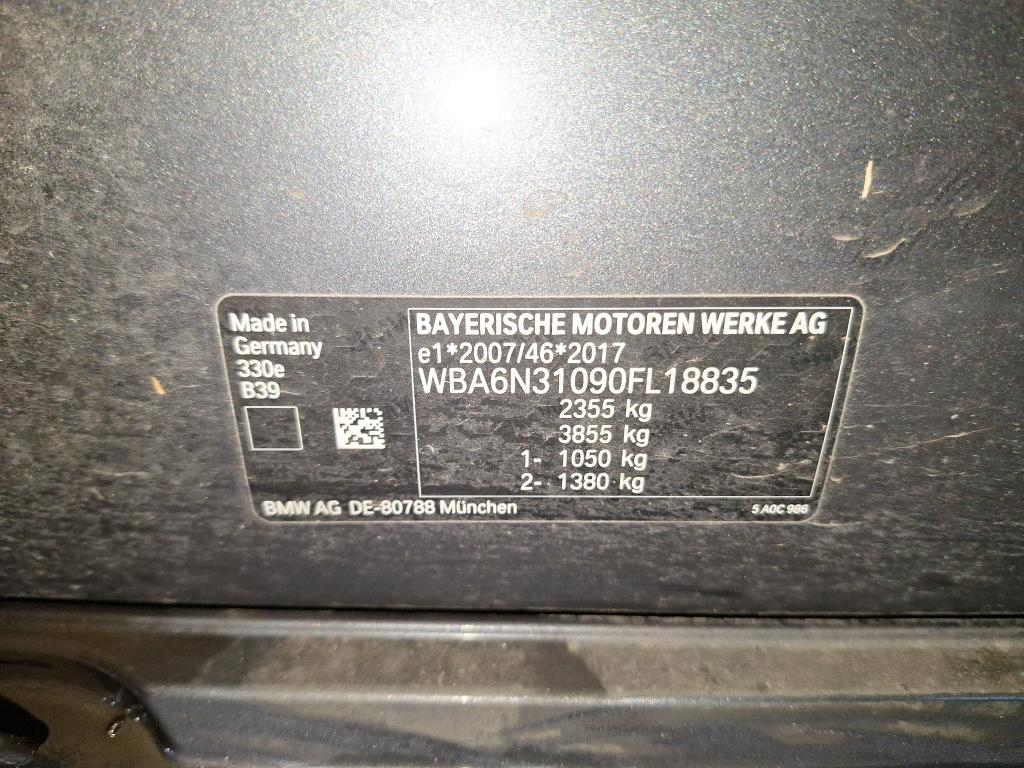 Made in
Germany
330e
B39
BAYERISCHE MOTOREN WERKE AG
e1*2007/46*2017
WBA6N31090FL18835
2355 kg
3855 kg
1- 1050 kg
2- 1380 kg
BMW AG DE-80788 München
5 A0C 986